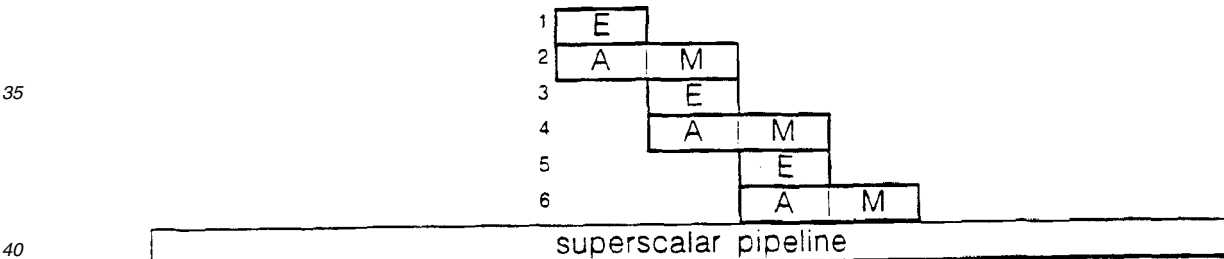 1 E
2 A M
35 3 E
4 A M
5 E
6 A M
40 superscalar pipeline